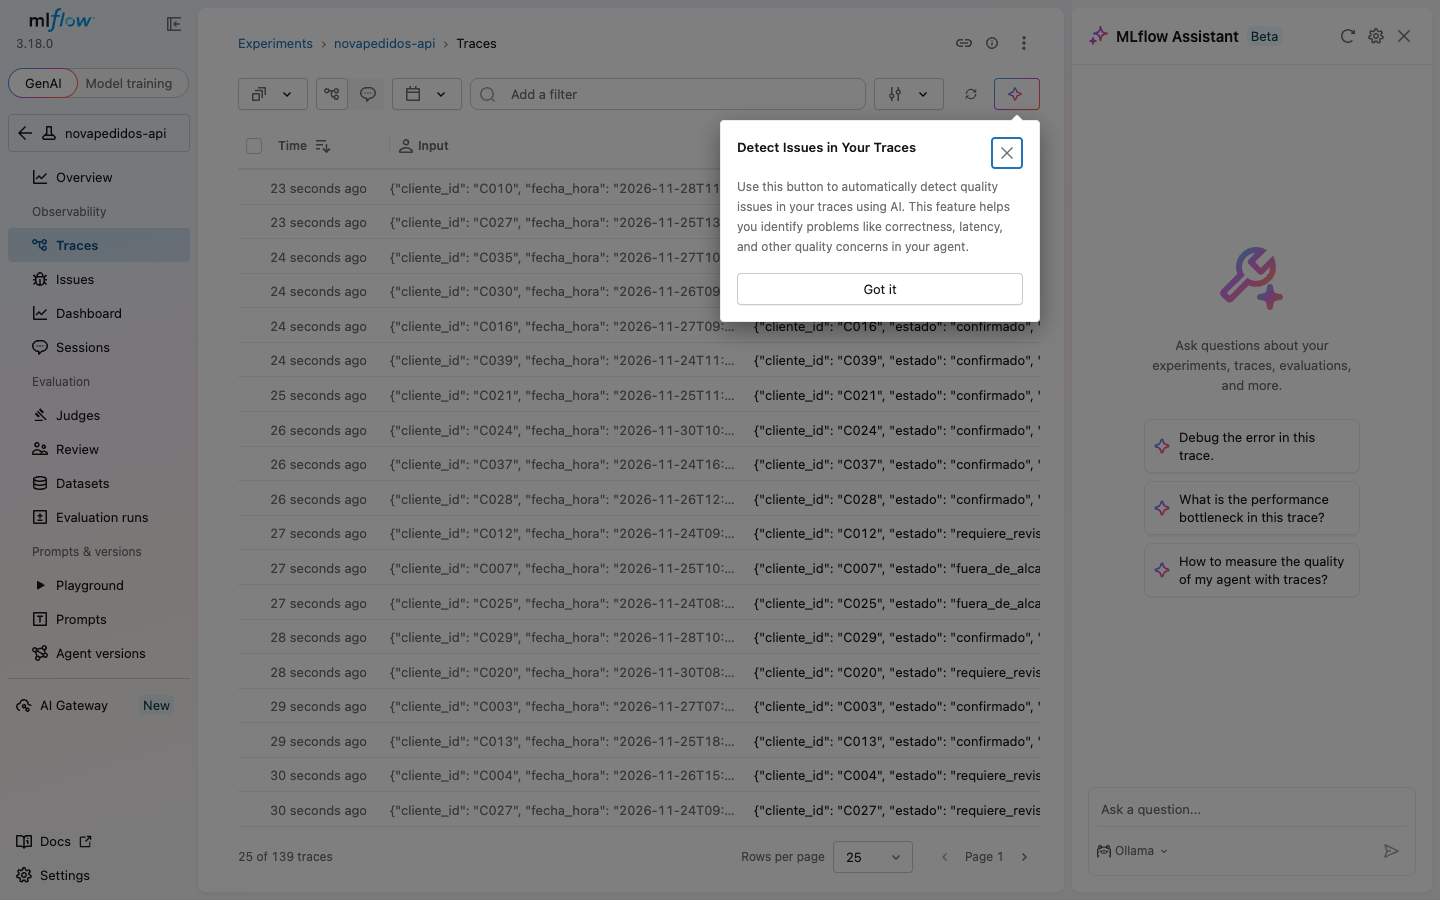 mlflow
3.18.0
GenAI
Model training
novapedidos-api
Overview
Observability
Traces
Issues
Dashboard
Sessions
Evaluation
Judges
Review
Datasets
Evaluation runs
Prompts & versions
Playground
Prompts
Agent versions
AI Gateway New
Docs
Settings
Experiments › novapedidos-api › Traces
Add a filter
Time Input
23 seconds ago {"cliente_id": "C010", "fecha_hora": "2026-11-28T11
23 seconds ago {"cliente_id": "C027", "fecha_hora": "2026-11-25T13
24 seconds ago {"cliente_id": "C035", "fecha_hora": "2026-11-27T10
24 seconds ago {"cliente_id": "C030", "fecha_hora": "2026-11-26T09
24 seconds ago {"cliente_id": "C016", "fecha_hora": "2026-11-27T09:... {"cliente_id": "C016", "estado": "confirmado", "
24 seconds ago {"cliente_id": "C039", "fecha_hora": "2026-11-24T11:... {"cliente_id": "C039", "estado": "confirmado", "
25 seconds ago {"cliente_id": "C021", "fecha_hora": "2026-11-25T11:... {"cliente_id": "C021", "estado": "confirmado", "
26 seconds ago {"cliente_id": "C024", "fecha_hora": "2026-11-30T10:... {"cliente_id": "C024", "estado": "confirmado", "
26 seconds ago {"cliente_id": "C037", "fecha_hora": "2026-11-24T16:... {"cliente_id": "C037", "estado": "confirmado", "
26 seconds ago {"cliente_id": "C028", "fecha_hora": "2026-11-26T12:... {"cliente_id": "C028", "estado": "confirmado", "
27 seconds ago {"cliente_id": "C012", "fecha_hora": "2026-11-24T09:... {"cliente_id": "C012", "estado": "requiere_revis
27 seconds ago {"cliente_id": "C007", "fecha_hora": "2026-11-25T10:... {"cliente_id": "C007", "estado": "fuera_de_alca
27 seconds ago {"cliente_id": "C025", "fecha_hora": "2026-11-24T08:... {"cliente_id": "C025", "estado": "fuera_de_alca
28 seconds ago {"cliente_id": "C029", "fecha_hora": "2026-11-28T10:... {"cliente_id": "C029", "estado": "confirmado", "
28 seconds ago {"cliente_id": "C020", "fecha_hora": "2026-11-30T08:... {"cliente_id": "C020", "estado": "requiere_revis
29 seconds ago {"cliente_id": "C003", "fecha_hora": "2026-11-27T07:... {"cliente_id": "C003", "estado": "confirmado", "
29 seconds ago {"cliente_id": "C013", "fecha_hora": "2026-11-25T18:... {"cliente_id": "C013", "estado": "confirmado", "
30 seconds ago {"cliente_id": "C004", "fecha_hora": "2026-11-26T15:... {"cliente_id": "C004", "estado": "requiere_revis
30 seconds ago {"cliente_id": "C027", "fecha_hora": "2026-11-24T09:... {"cliente_id": "C027", "estado": "requiere_revis
25 of 139 traces
Rows per page 25
Page 1
Detect Issues in Your Traces
Use this button to automatically detect quality
issues in your traces using AI. This feature helps
you identify problems like correctness, latency,
and other quality concerns in your agent.
Got it
MLflow Assistant Beta
Ask questions about your
experiments, traces, evaluations,
and more.
Debug the error in this
trace.
What is the performance
bottleneck in this trace?
How to measure the quality
of my agent with traces?
Ask a question...
Ollama